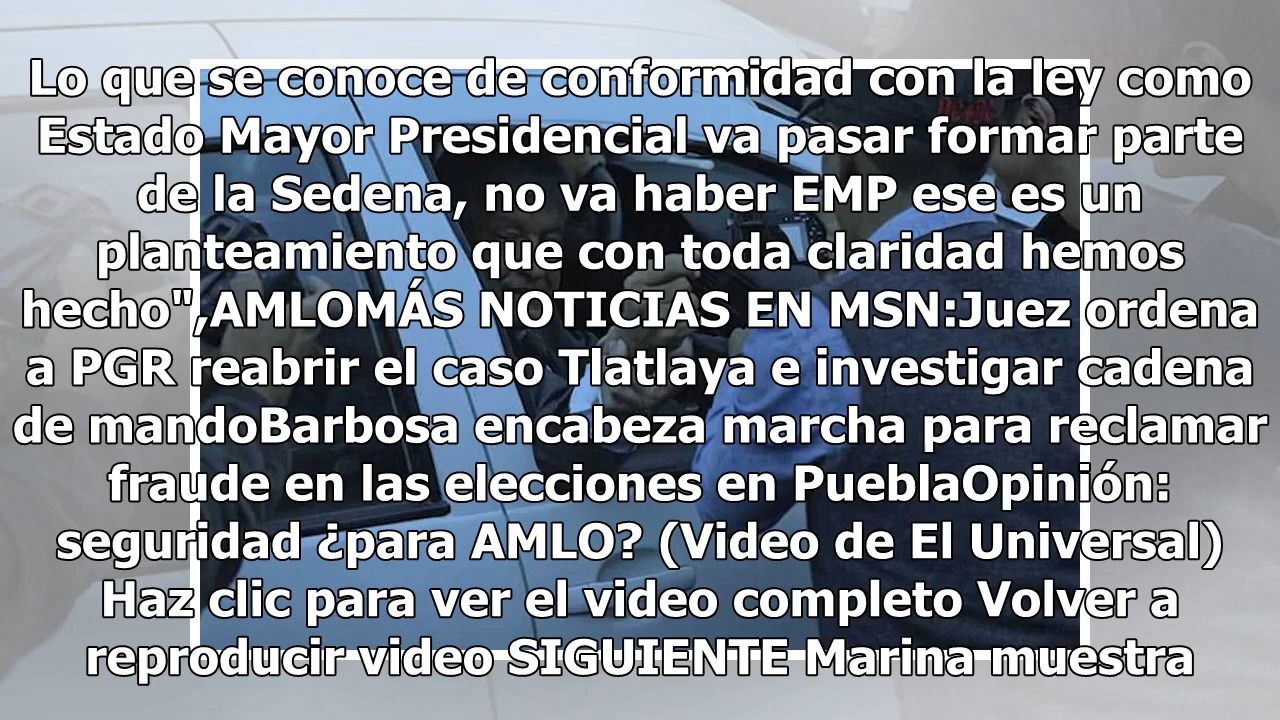 Lo que se conoce de conformidad con la ley como
Estado Mayor Presidencial va pasar formar parte
de la Sedena, no va haber EMP ese es un
planteamiento que con toda claridad hemos
hecho",AMLOMÁS NOTICIAS EN MSN:Juez ordena
a PGR reabrir el caso Tlatlaya e investigar cadena
de mandoBarbosa encabeza marcha para reclamar
fraude en las elecciones en PueblaOpinión:
seguridad ¿para AMLO? (Video de El Universal)
Haz clic para ver el video completo Volver a
reproducir video SIGUIENTE Marina muestra